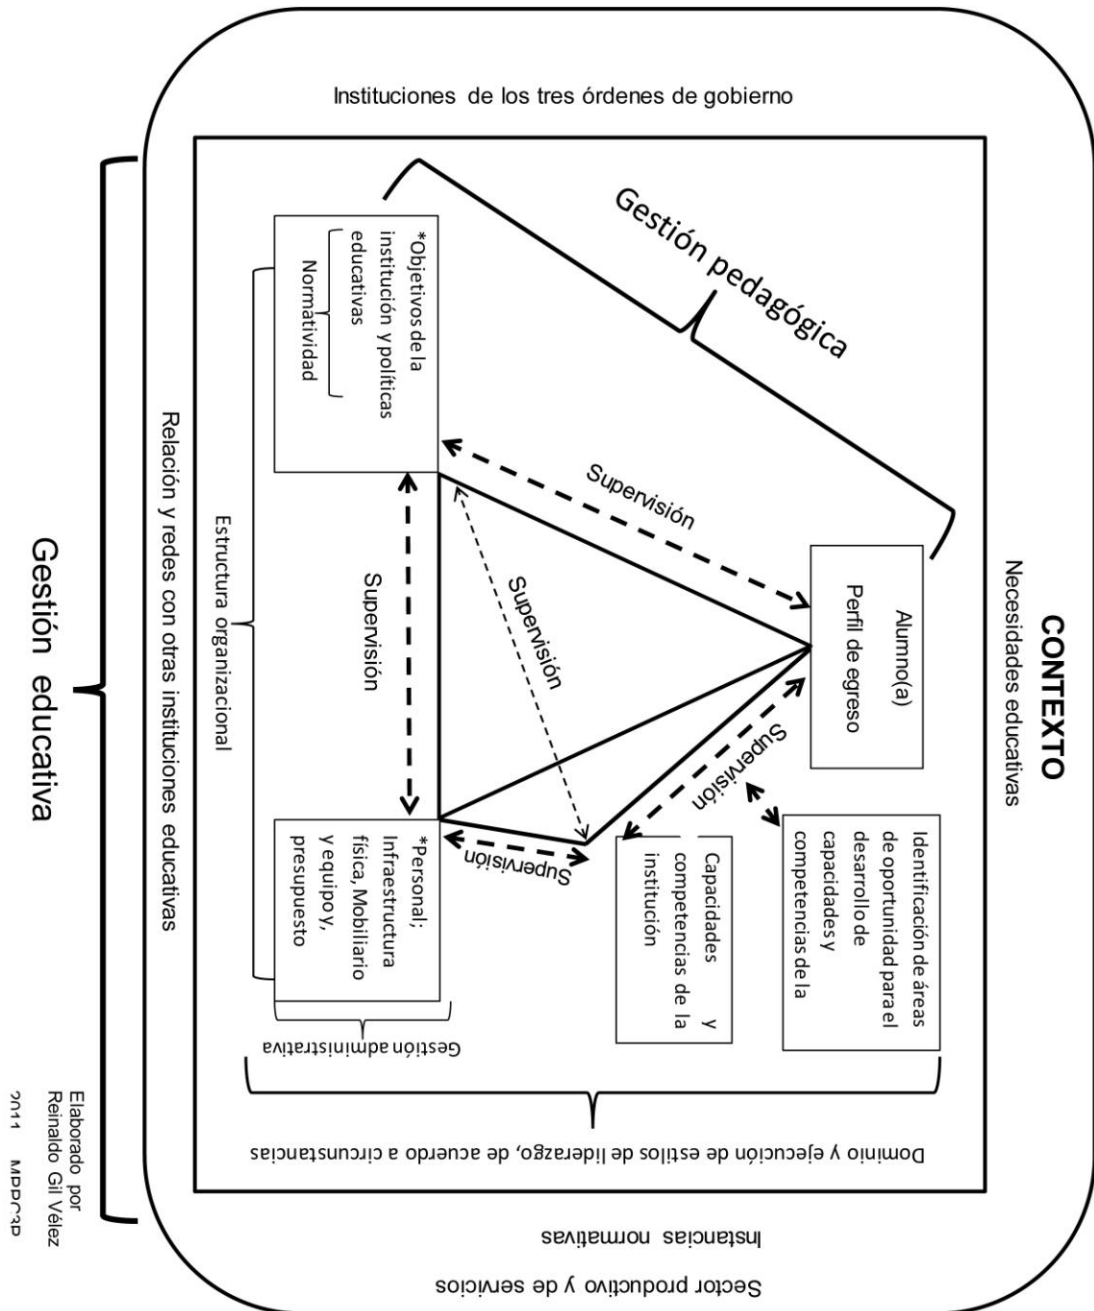 CONTEXTO
Necesidades educativas
Instituciones de los tres órdenes de gobierno
Gestión pedagógica
Alumno(a)
Perfil de egreso
Identificación de áreas
de oportunidad para el
desarrollo de
capacidades y
competencias de la
Supervisión
Supervisión
Capacidades y
competencias de la
institución
Supervisión
Supervisión
Supervisión
*Objetivos de la
institución y políticas
educativas
Normatividad
*Personal;
Infraestructura
física, Mobiliario
y equipo y,
presupuesto
Gestión administrativa
Estructura organizacional
Dominio y ejecución de estilos de liderazgo, de acuerdo a circunstancias
Instancias normativas
Sector productivo y de servicios
Relación y redes con otras instituciones educativas
Gestión educativa
Elaborado por
Reinaldo Gil Vélez
2011